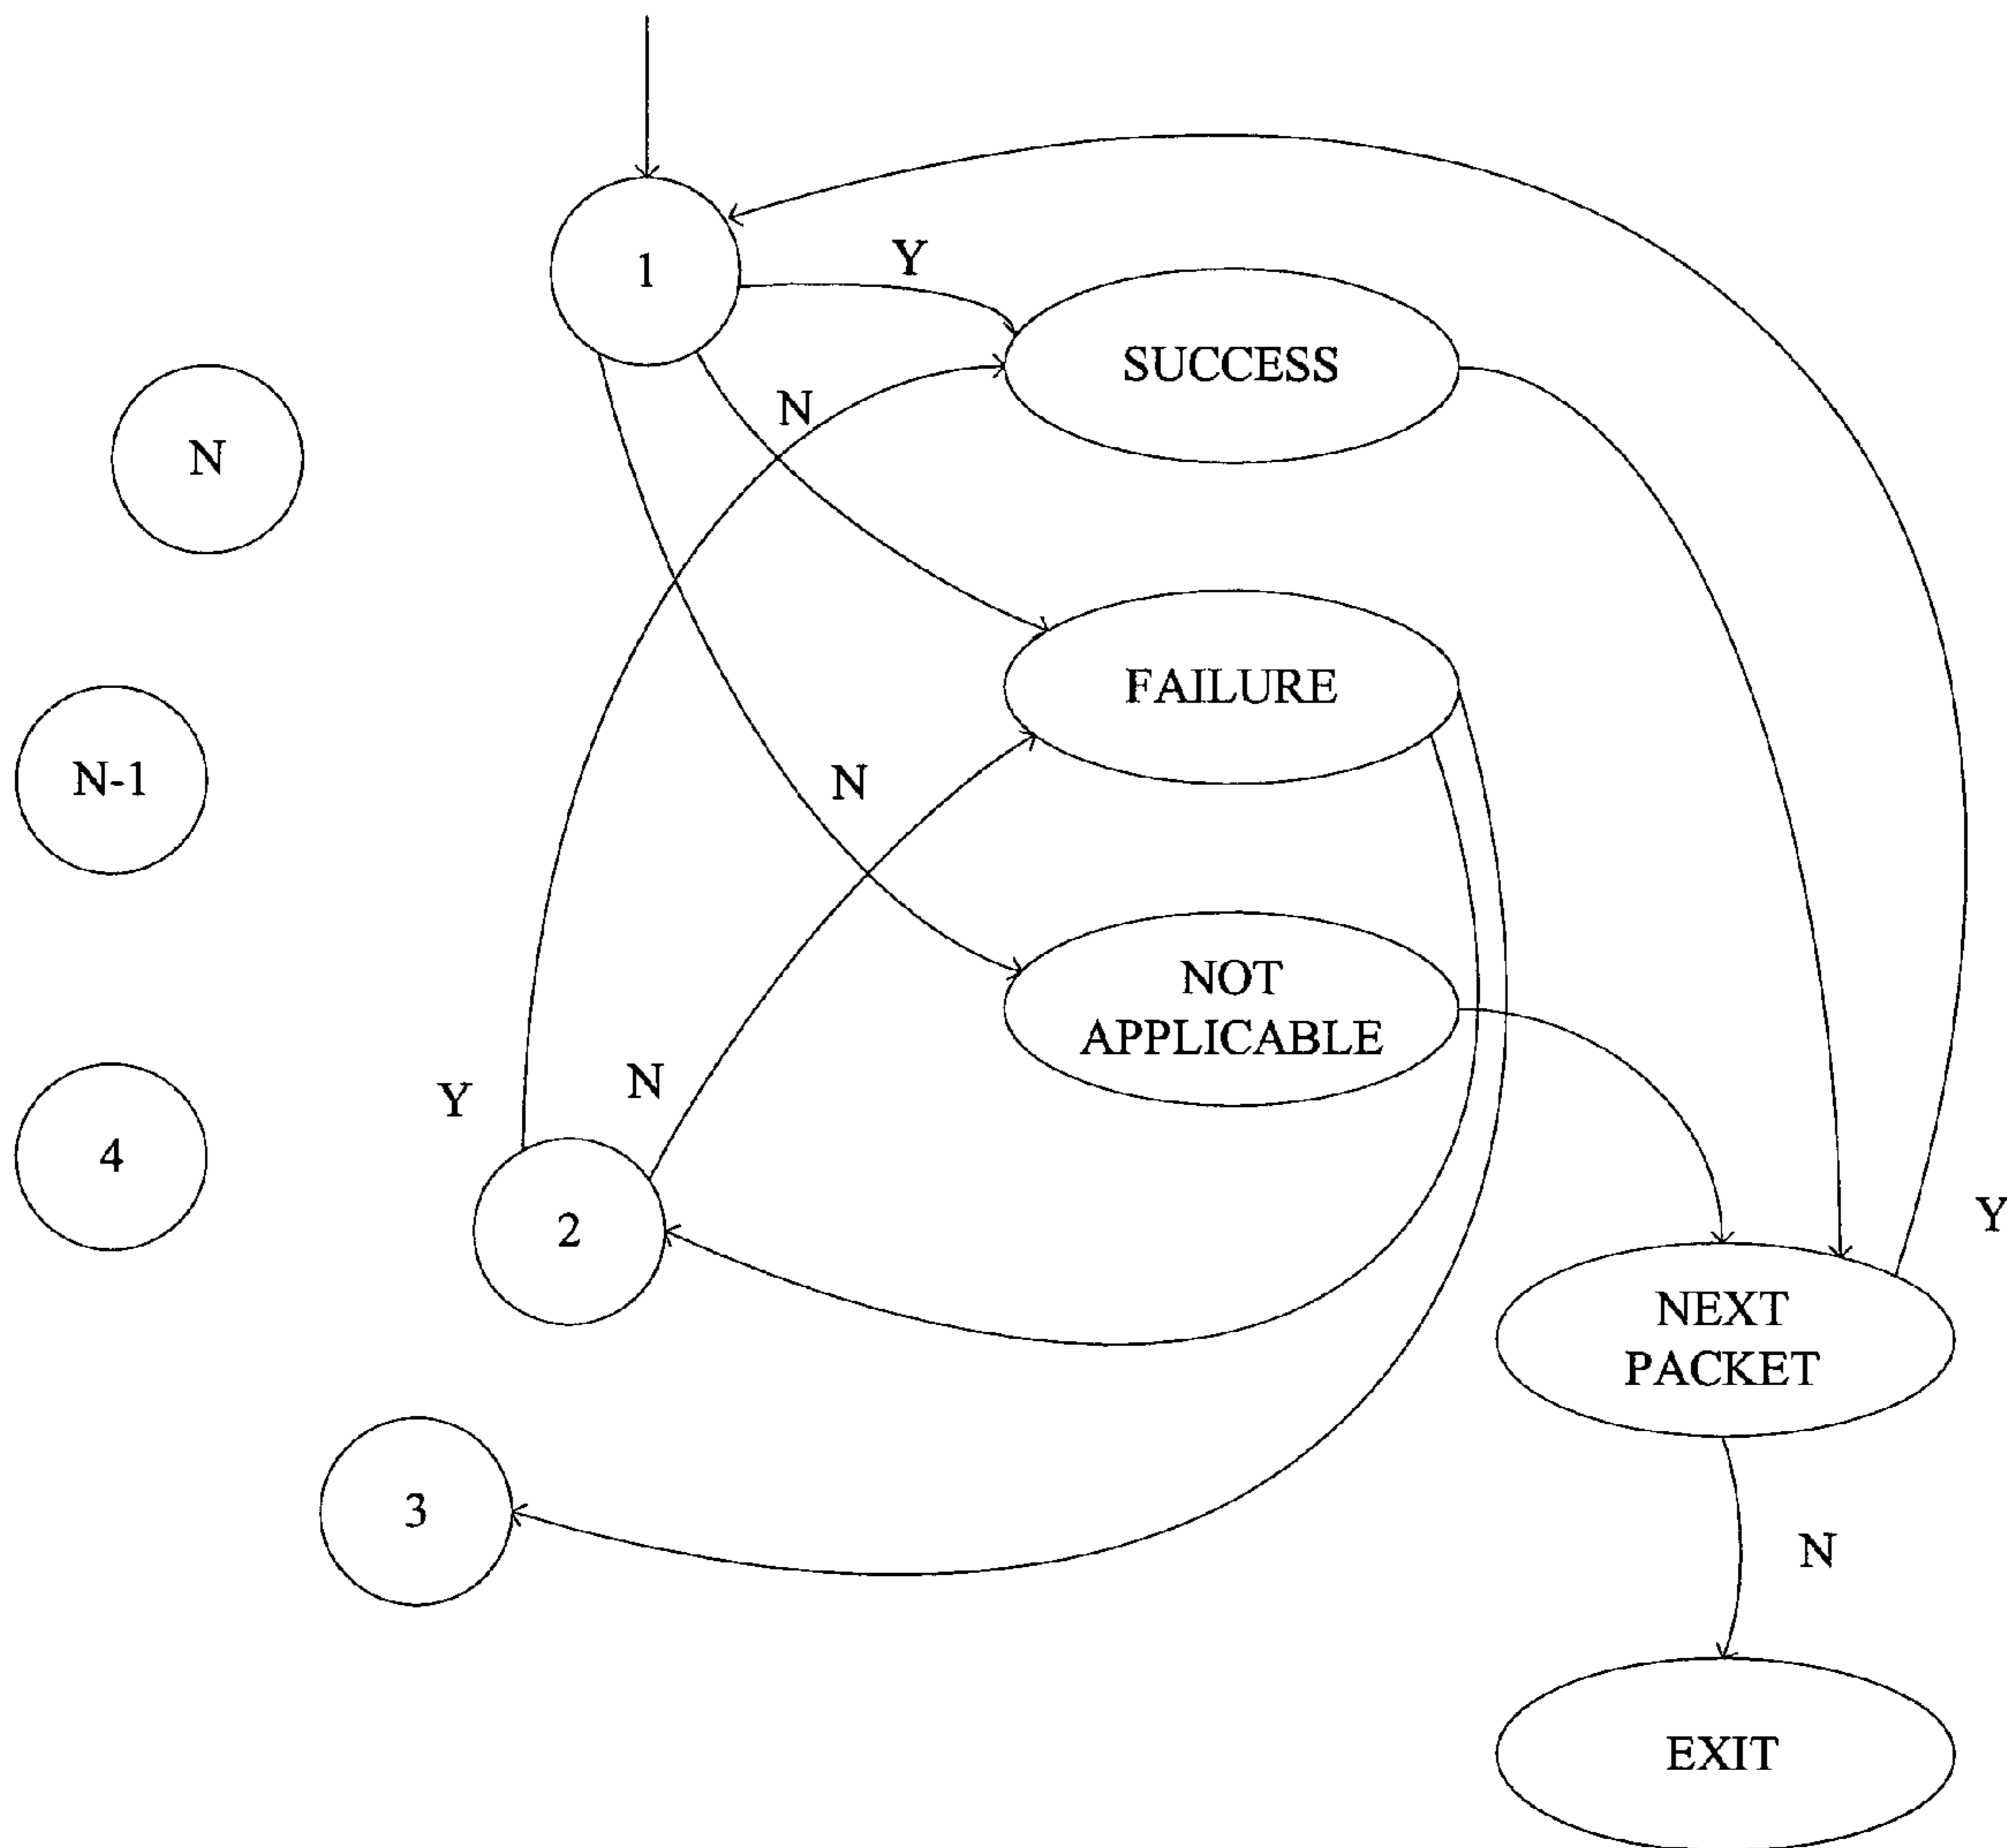 1
Y
SUCCESS
N
N
FAILURE
N-1
N
NOT
APPLICABLE
N
Y
4
2
Y
NEXT
PACKET
3
N
EXIT